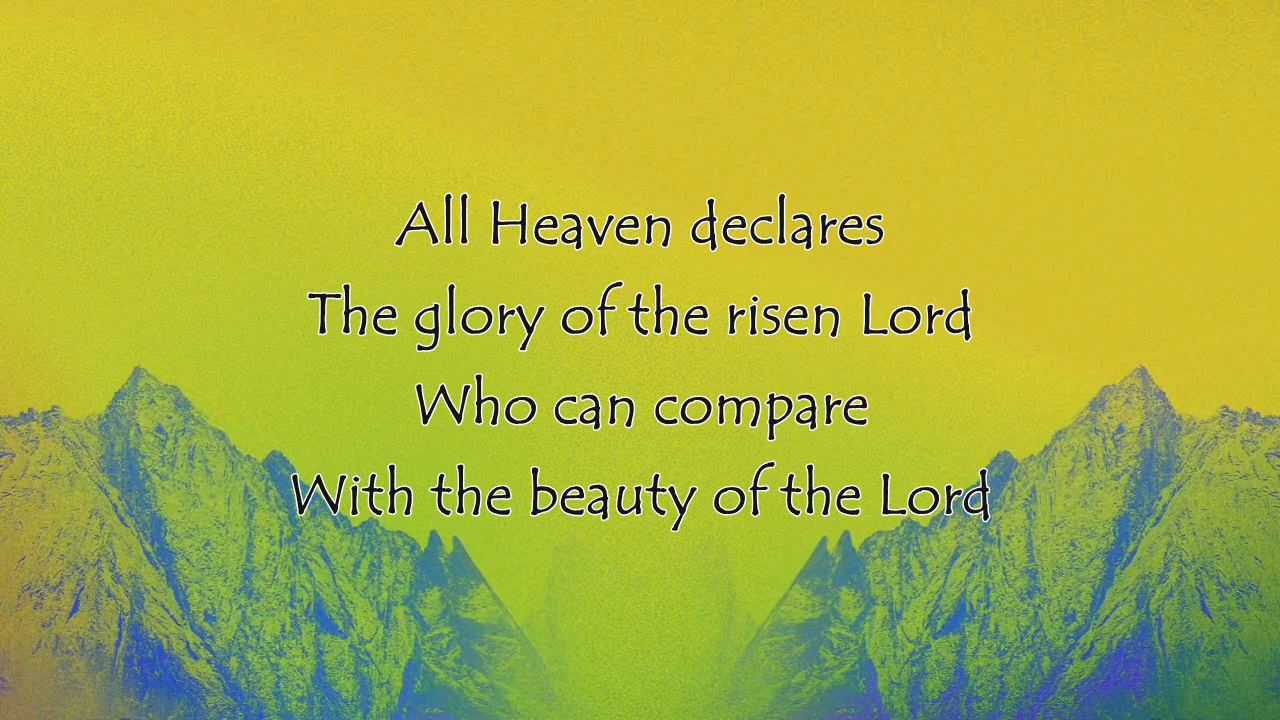 All Heaven declares
The glory of the risen Lord
Who can compare
With the beauty of the Lord